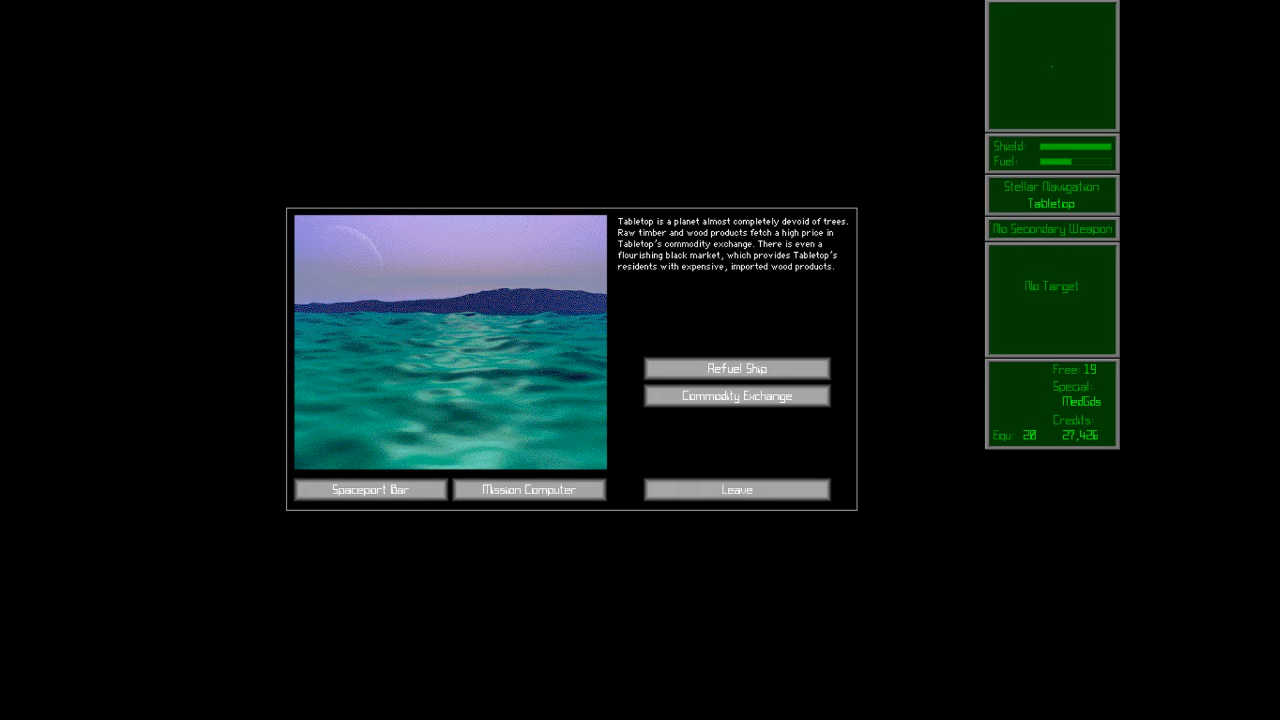 Tabletop is a planet almost completely devoid of trees.
Raw timber and wood products fetch a high price in
Tabletop's commodity exchange. There is even a
flourishing black market, which provides Tabletop's
residents with expensive, imported wood products.
Refuel Ship
Commodity Exchange
Spaceport Bar
Mission Computer
Leave
Shield:
Fuel:
Stellar Navigation
Tabletop
No Secondary Weapon
No Target
Free: 19
Special:
MedGds
Credits:
Equ: 20 27,426